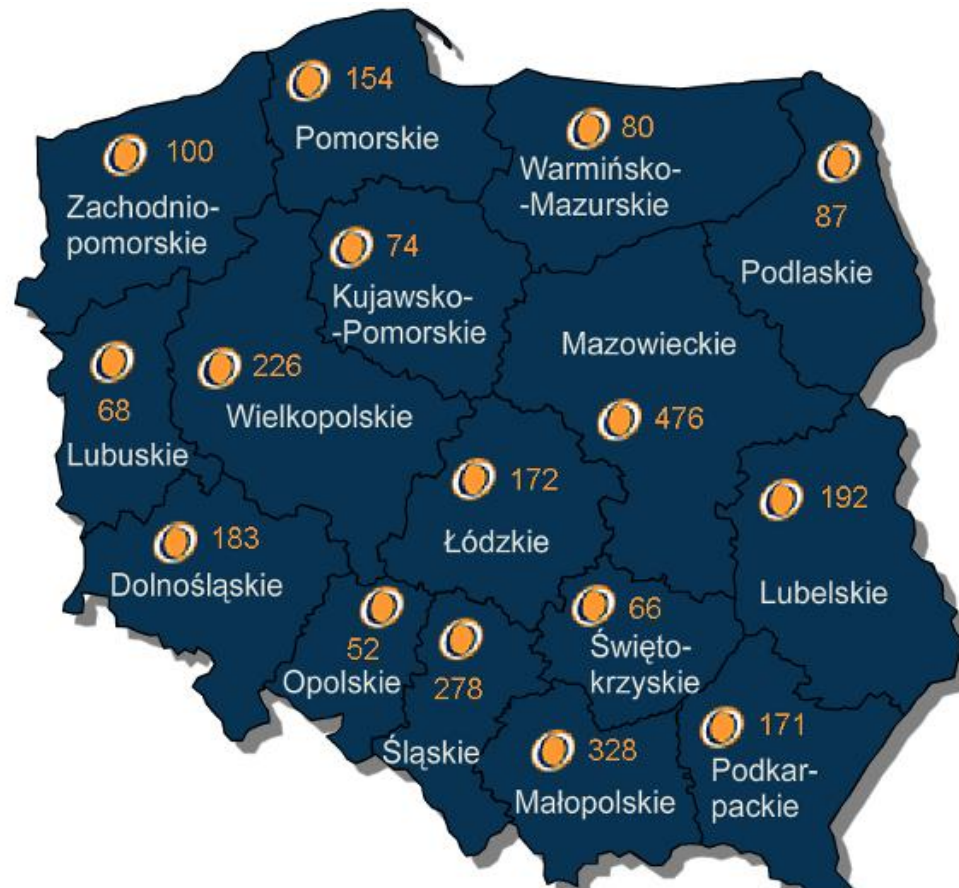 154
Pomorskie
100
Zachodnio-
pomorskie
80
Warmińsko-
-Mazurskie
87
Podlaskie
74
Kujawsko-
-Pomorskie
Mazowieckie
476
68
Lubuskie
226
Wielkopolskie
172
Łódzkie
192
Lubelskie
183
Dolnośląskie
52
Opolskie
278
Śląskie
66
Święto-
krzyskie
328
Małopolskie
171
Podkar-
packie